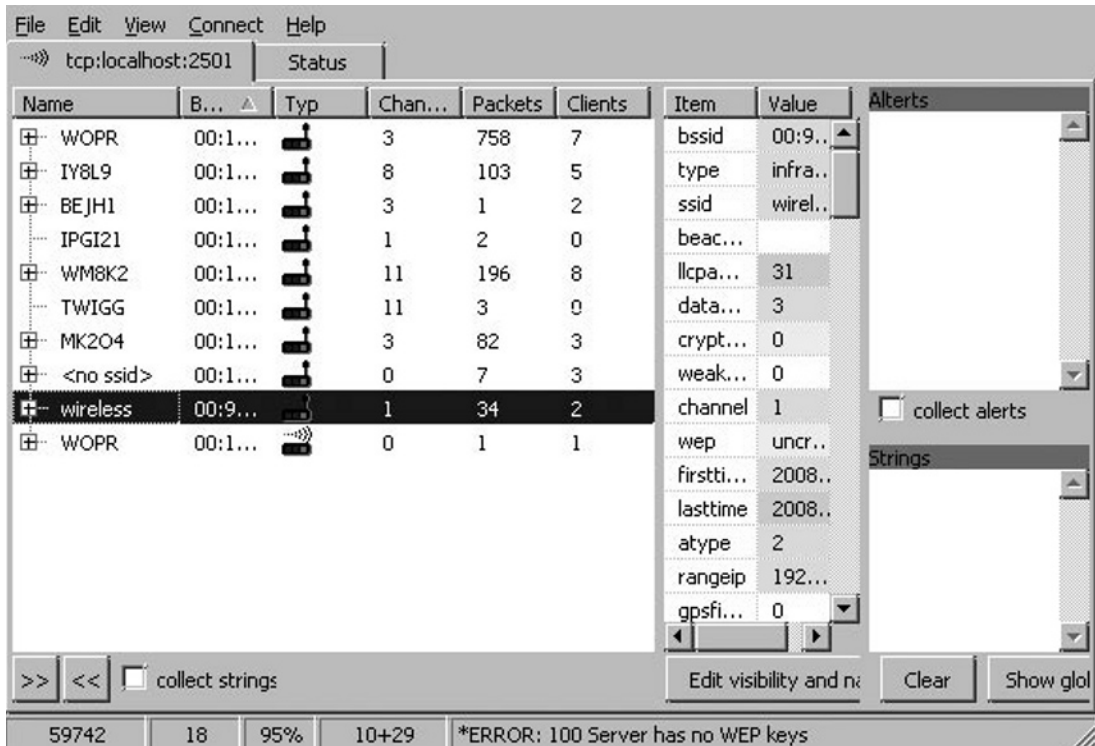 File Edit View Connect Help
tcp:localhost:2501 Status
Name B... Typ Chan... Packets Clients
WOPR 00:1... 3 758 7
IY8L9 00:1... 8 103 5
BEJH1 00:1... 3 1 2
IPGI21 00:1... 1 2 0
WM8K2 00:1... 11 196 8
TWIGG 00:1... 11 3 0
MK2O4 00:1... 3 82 3
<no ssid> 00:1... 0 7 3
wireless 00:9... 1 34 2
WOPR 00:1... 0 1 1
Item Value
bssid 00:9..
type infra..
ssid wirel..
beac...
llcpa... 31
data... 3
crypt... 0
weak... 0
channel 1
wep uncr..
firstti... 2008..
lasttime 2008..
atype 2
rangeip 192...
gpsfi... 0
Alterts
collect alerts
Strings
>> << collect strings
Edit visibility and na
Clear Show glol
59742 18 95% 10+29 *ERROR: 100 Server has no WEP keys